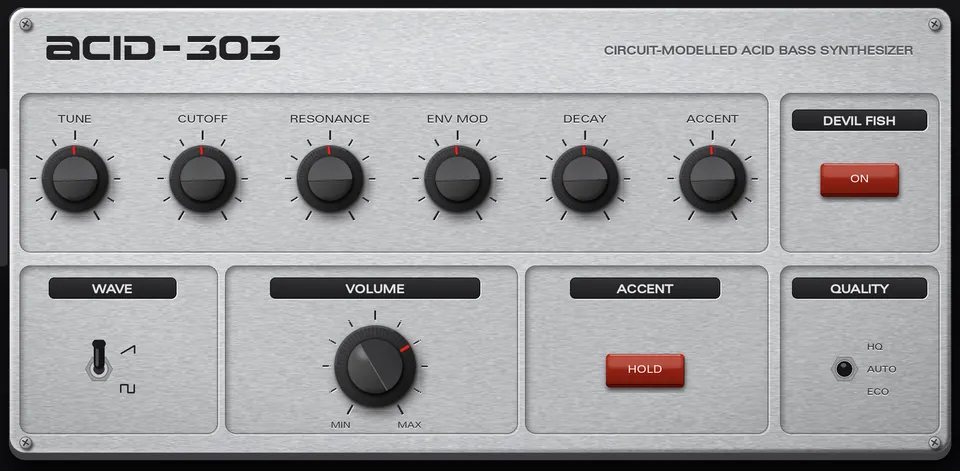 ACID-303
CIRCUIT-MODELLED ACID BASS SYNTHESIZER
TUNE
CUTOFF
RESONANCE
ENV MOD
DECAY
ACCENT
DEVIL FISH
ON
WAVE
VOLUME
MIN
MAX
ACCENT
HOLD
QUALITY
HQ
AUTO
ECO